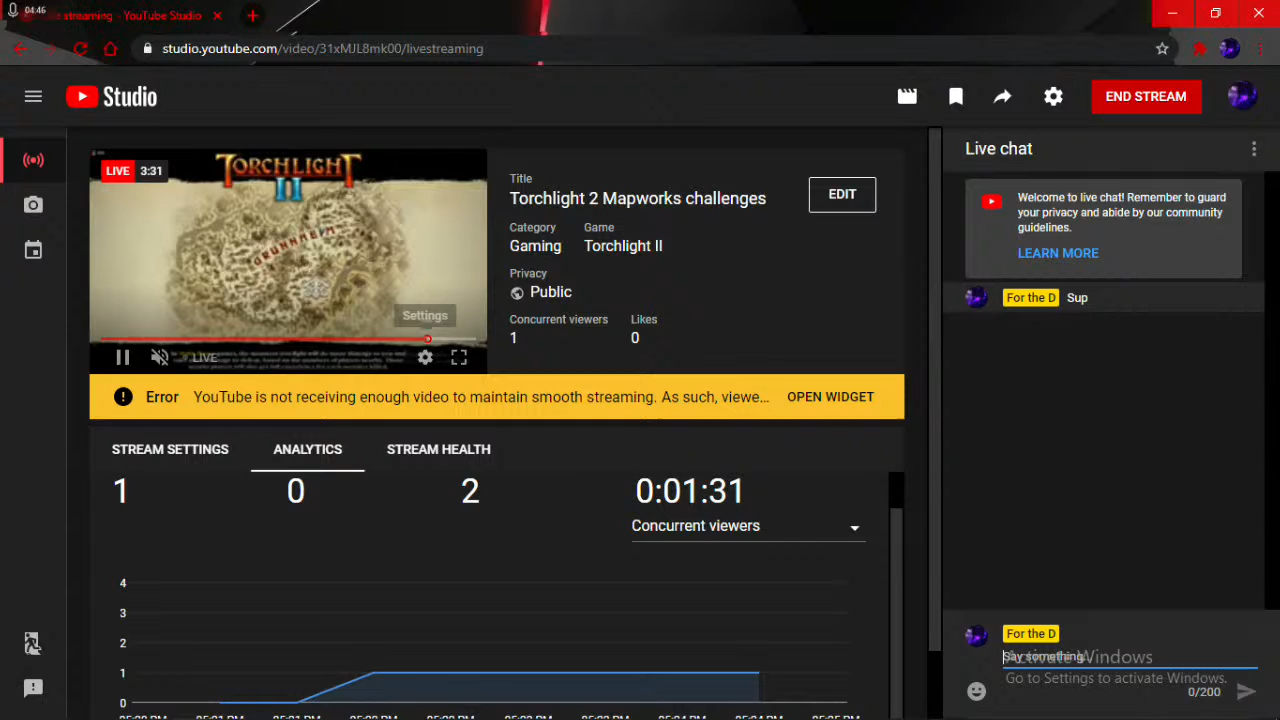 04:46
streaming - YouTube Studio
studio.youtube.com/video/31xMJL8mk00/livestreaming
Studio
END STREAM
LIVE 3:31
TORCHLIGHT
II
GRUNNHEIM
Settings
LIVE
Title
Torchlight 2 Mapworks challenges
EDIT
Category Game
Gaming Torchlight II
Privacy
Public
Concurrent viewers Likes
1 0
Error YouTube is not receiving enough video to maintain smooth streaming. As such, viewe... OPEN WIDGET
STREAM SETTINGS ANALYTICS STREAM HEALTH
1 0 2 0:01:31
Concurrent viewers
4
3
2
1
0
Live chat
Welcome to live chat! Remember to guard
your privacy and abide by our community
guidelines.
LEARN MORE
For the D Sup
For the D
Say something...
Activate Windows
Go to Settings to activate Windows.
0/200